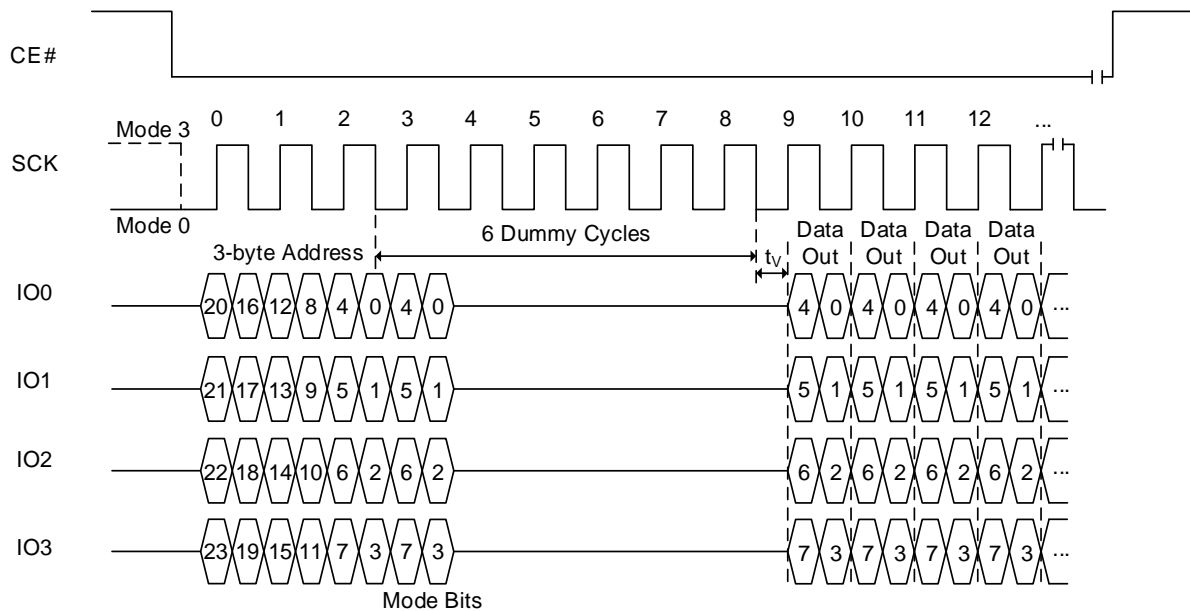 CE#
Mode 3 0 1 2 3 4 5 6 7 8 9 10 11 12 ...
SCK
Mode 0
6 Dummy Cycles Data Data Data Data
3-byte Address tV Out Out Out Out
IO0 20 16 12 8 4 0 4 0 4 0 4 0 4 0 4 0 ...
IO1 21 17 13 9 5 1 5 1 5 1 5 1 5 1 5 1 ...
IO2 22 18 14 10 6 2 6 2 6 2 6 2 6 2 6 2 ...
IO3 23 19 15 11 7 3 7 3 7 3 7 3 7 3 7 3 ...
Mode Bits